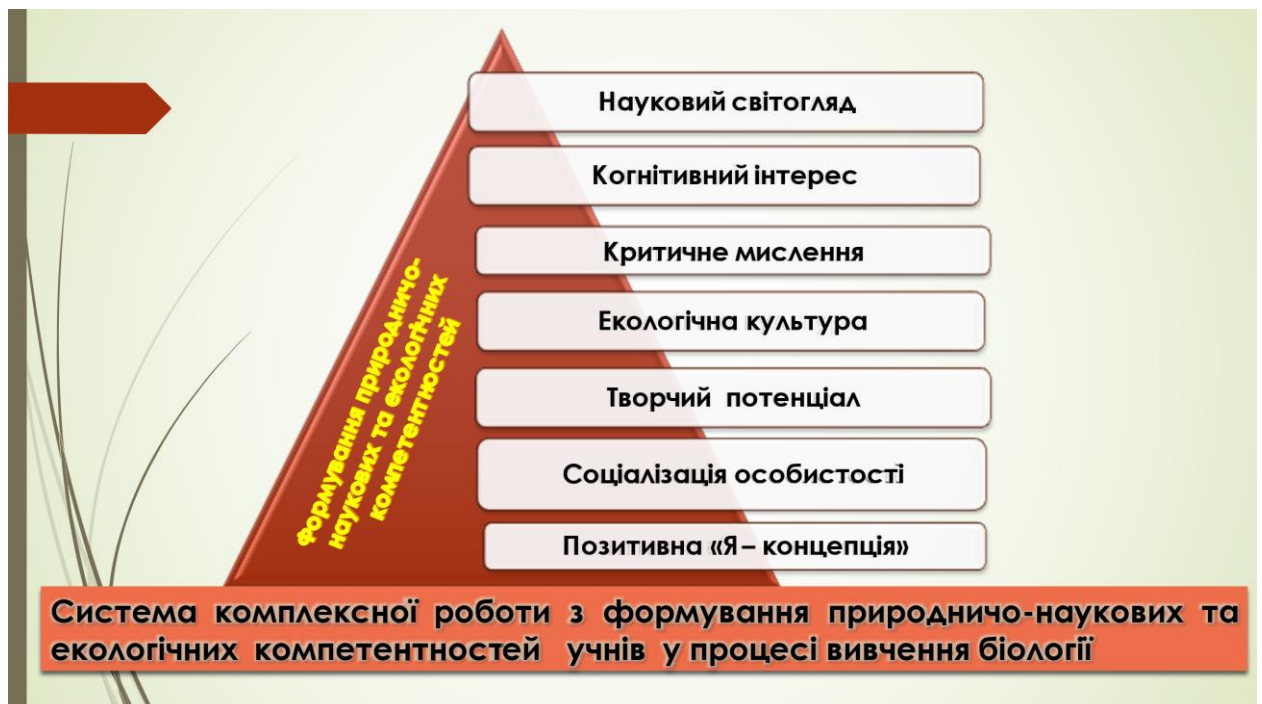 Науковий світогляд
Когнітивний інтерес
Критичне мислення
Екологічна культура
Творчий потенціал
Соціалізація особистості
Позитивна «Я – концепція»
формування природничо-
наукових та екологічних
компетентностей
Система комплексної роботи з формування природничо-наукових та
екологічних компетентностей учнів у процесі вивчення біології